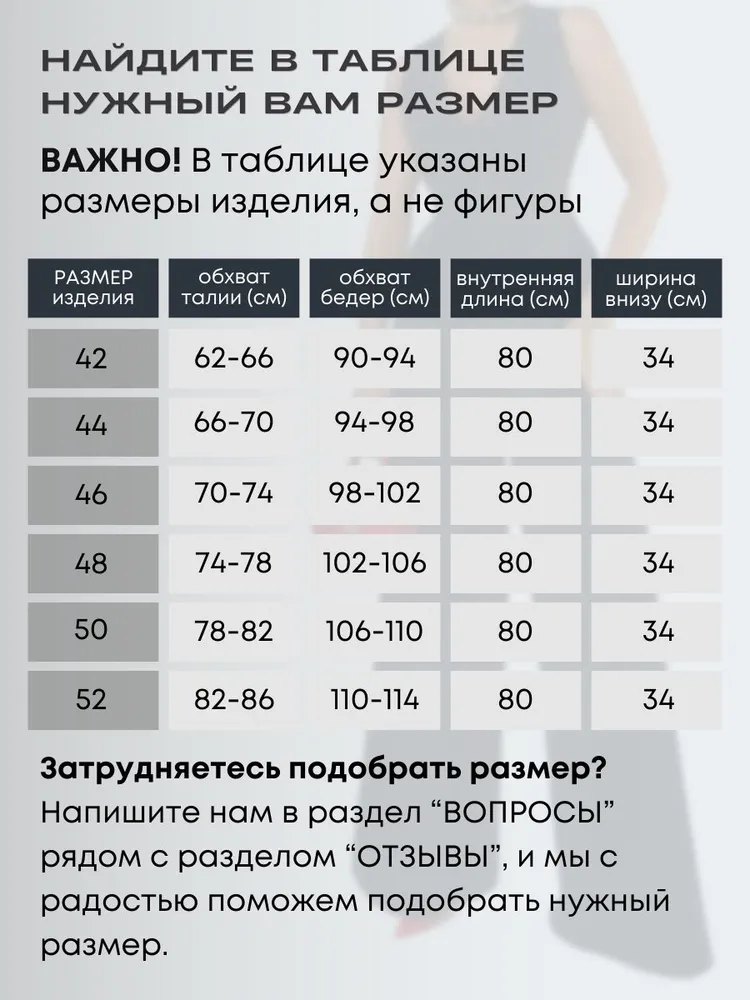 НАЙДИТЕ В ТАБЛИЦЕ
НУЖНЫЙ ВАМ РАЗМЕР
ВАЖНО! В таблице указаны
размеры изделия, а не фигуры
РАЗМЕР изделия | обхват талии (см) | обхват бедер (см) | внутренняя длина (см) | ширина внизу (см)
42 | 62-66 | 90-94 | 80 | 34
44 | 66-70 | 94-98 | 80 | 34
46 | 70-74 | 98-102 | 80 | 34
48 | 74-78 | 102-106 | 80 | 34
50 | 78-82 | 106-110 | 80 | 34
52 | 82-86 | 110-114 | 80 | 34
Затрудняетесь подобрать размер?
Напишите нам в раздел “ВОПРОСЫ”
рядом с разделом “ОТЗЫВЫ”, и мы с
радостью поможем подобрать нужный
размер.